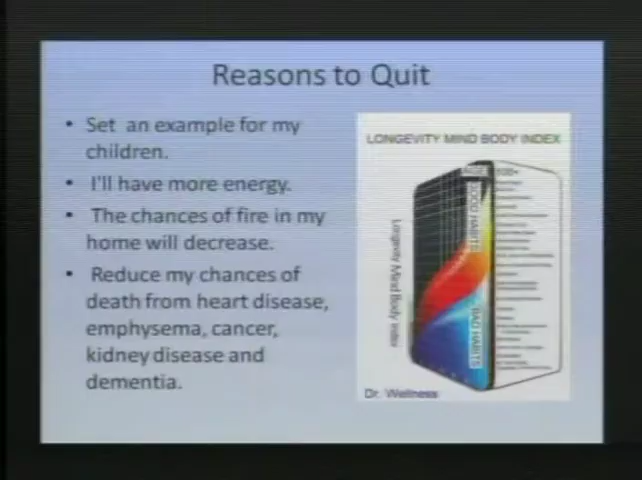 Reasons to Quit
• Set an example for my
children.
• I'll have more energy.
• The chances of fire in my
home will decrease.
• Reduce my chances of
death from heart disease,
emphysema, cancer,
kidney disease and
dementia.
LONGEVITY MIND BODY INDEX
AGE 100+
GOOD HABITS
Longevity Mind Body Index
BAD HABITS
Dr. Wellness